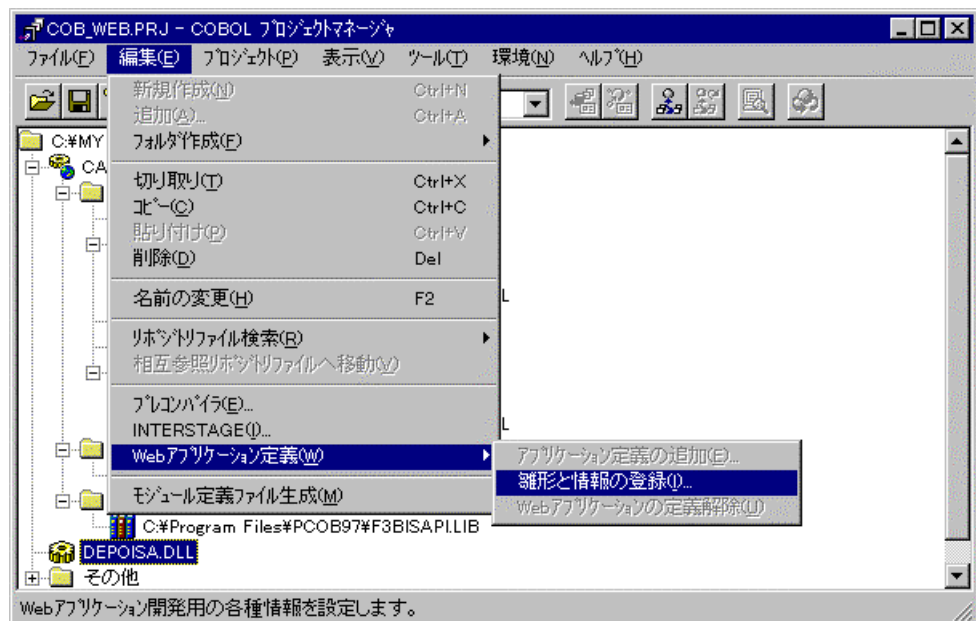 COB_WEB.PRJ - COBOL プロジェクトマネージャ
ファイル(F) 編集(E) プロジェクト(P) 表示(V) ツール(T) 環境(N) ヘルプ(H)
新規作成(N) Ctrl+N
追加(A)... Ctrl+A
C:¥MY
フォルダ作成(F)
CA
切り取り(T) Ctrl+X
コピー(C) Ctrl+C
貼り付け(P) Ctrl+V
削除(D) Del
名前の変更(H) F2
L
リポジトリファイル検索(R)
相互参照リポジトリファイルへ移動(V)
プレコンパイラ(E)...
INTERSTAGE(I)...
L
Webアプリケーション定義(W)
アプリケーション定義の追加(E)...
雛形と情報の登録(I)...
Webアプリケーションの定義解除(U)
モジュール定義ファイル生成(M)
C:¥Program Files¥PCOB97¥F3BISAPI.LIB
DEPOISA.DLL
その他
Webアプリケーション開発用の各種情報を設定します。